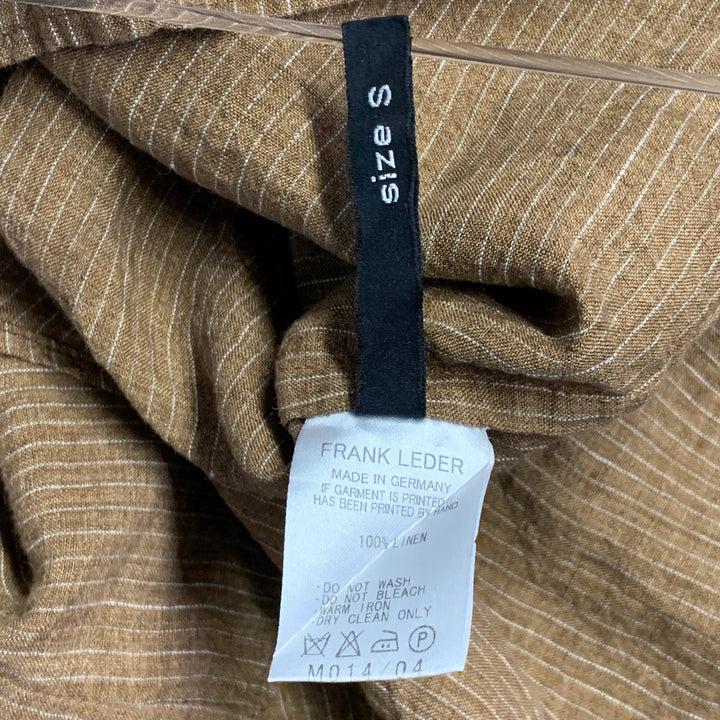 size S
FRANK LEDER
MADE IN GERMANY
IF GARMENT IS PRINTED IT
HAS BEEN PRINTED BY HAND
100% LINEN
·DO NOT WASH
·DO NOT BLEACH
·WARM IRON
DRY CLEAN ONLY
P
M014/04